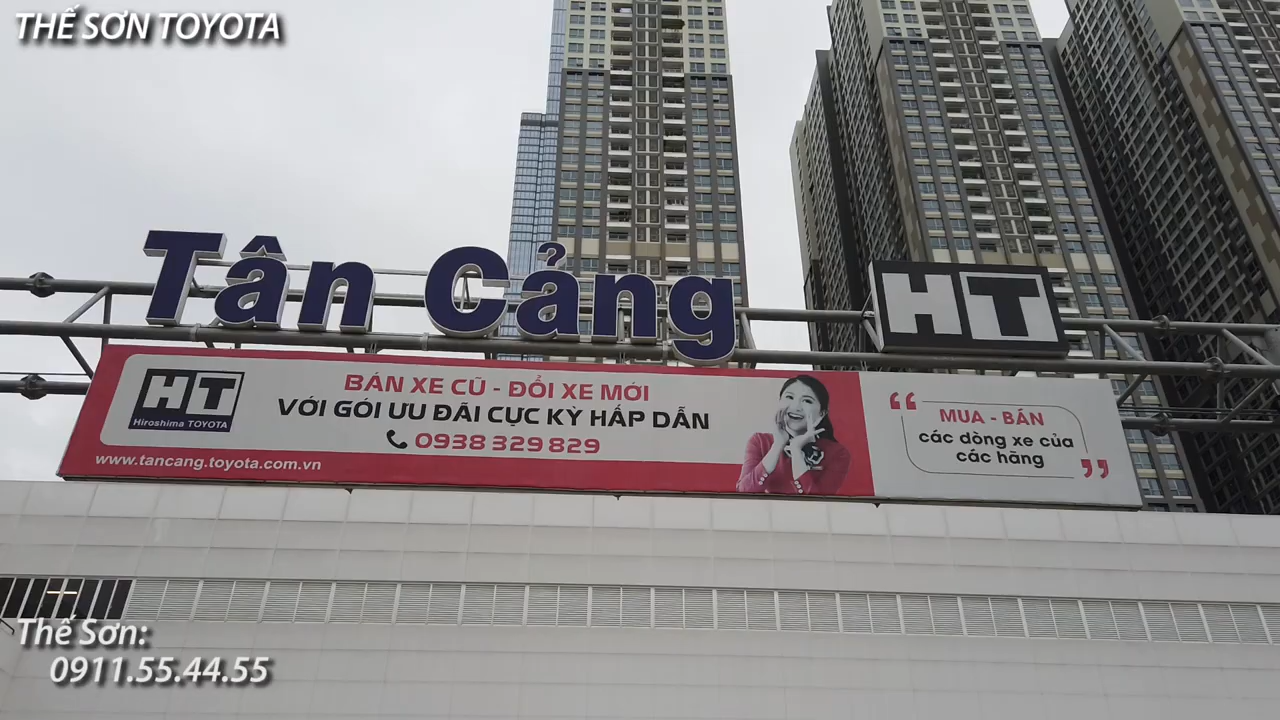 THẾ SƠN TOYOTA
Tân Cảng
HT
HT
Hiroshima TOYOTA
BÁN XE CŨ - ĐỔI XE MỚI
VỚI GÓI ƯU ĐÃI CỰC KỲ HẤP DẪN
0938 329 829
www.tancang.toyota.com.vn
“ MUA - BÁN
các dòng xe của
các hãng ”
Thế Sơn:
0911.55.44.55